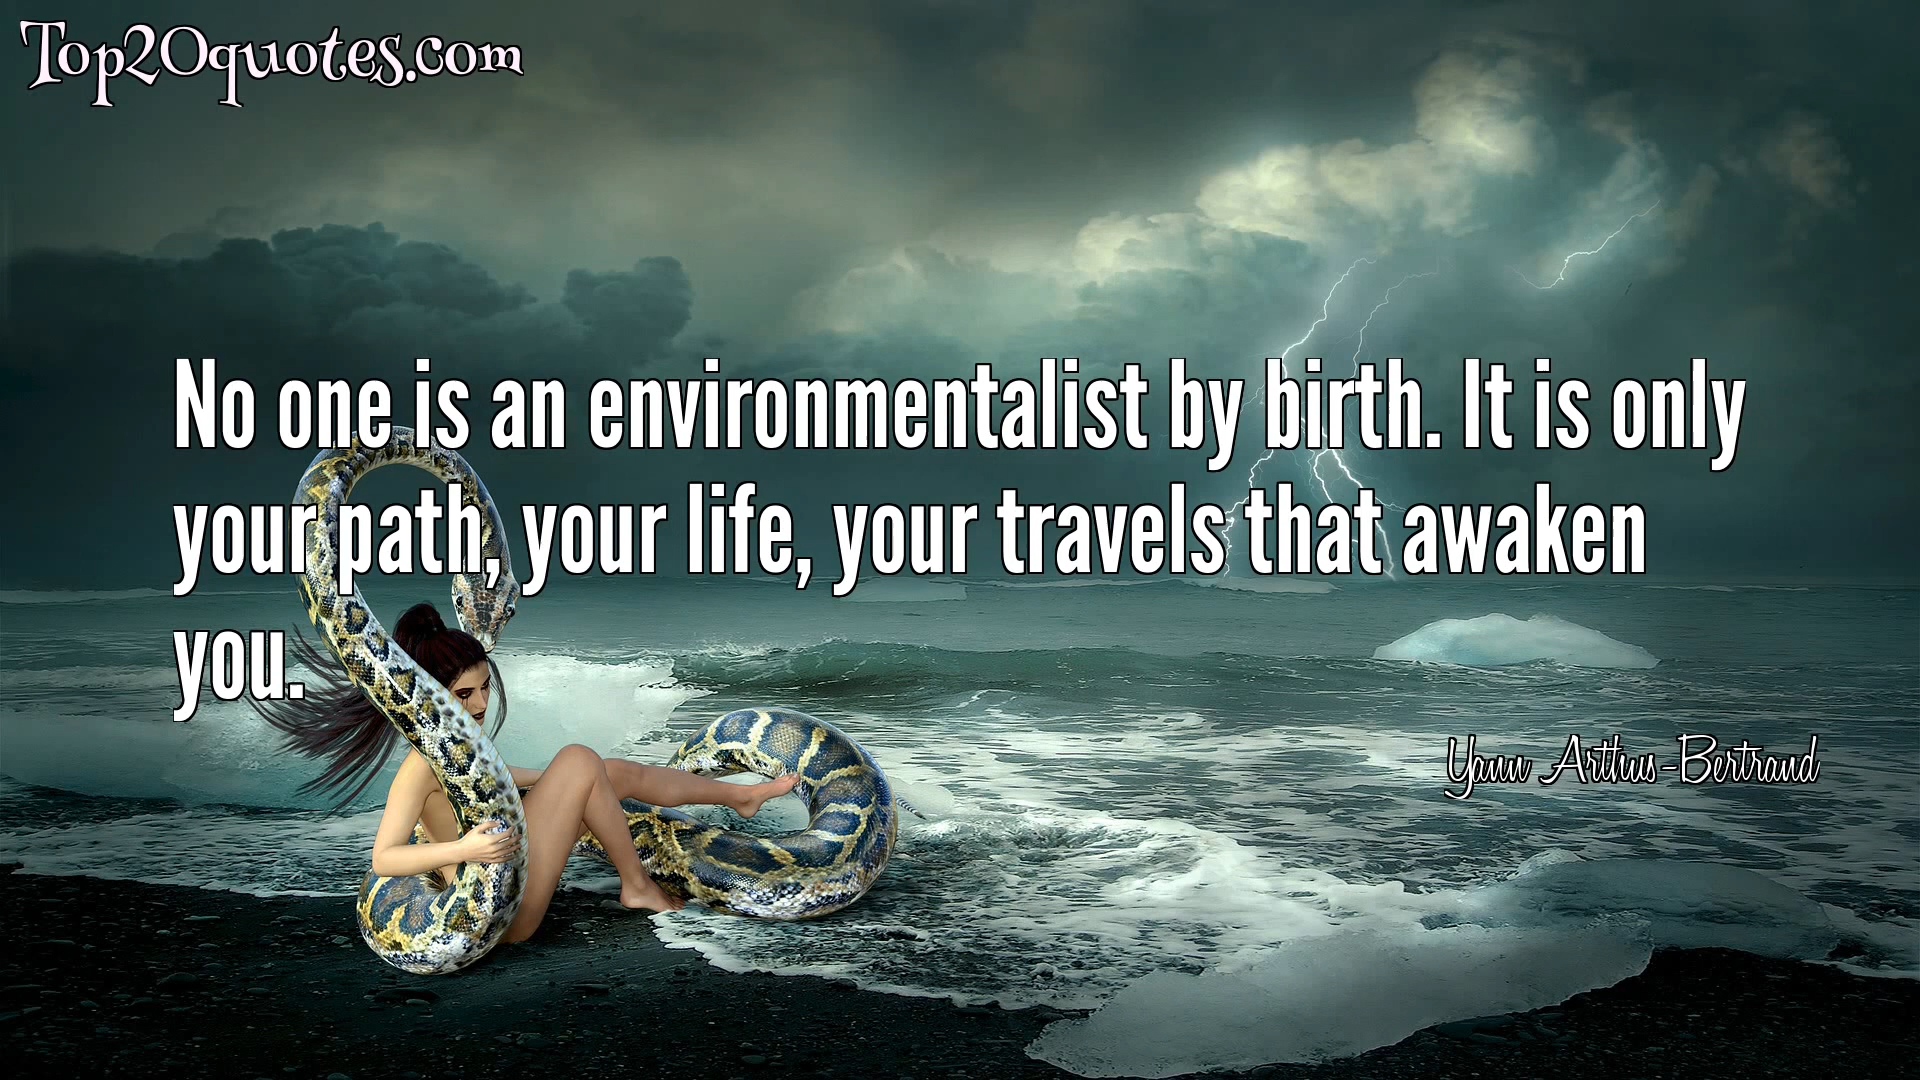 Top20quotes.com
No one is an environmentalist by birth. It is only
your path, your life, your travels that awaken
you.
Yann Arthus-Bertrand